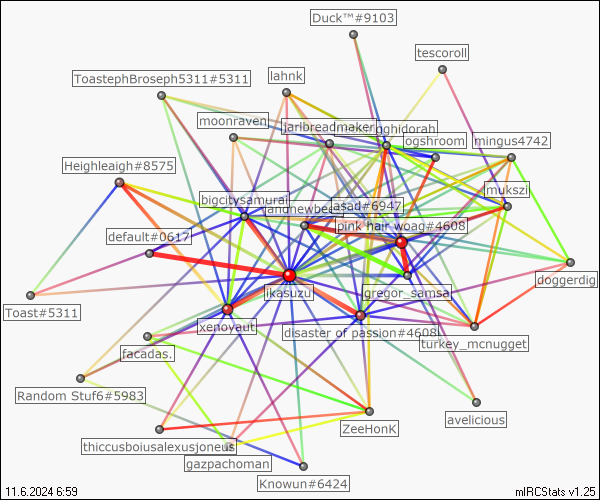 Duck™#9103
tescoroll
ToastephBroseph5311#5311
lahnk
moonraven
jarlbreadmaker
ghidorah
ogshroom
mingus4742
Heighleaigh#8575
mukszi
bigcitysamurai
iandnewbee
asad#6947
pink hair woag#4608
default#0617
doggerdig
ikasuzu
gregor_samsa
Toast#5311
xenoyaut
disaster of passion#4608
turkey_mcnugget
facadas.
Random Stuf6#5983
avelicious
ZeeHonK
thiccusboiusalexusjoneus
gazpachoman
Knowun#6424
11.6.2024 6:59
mIRCStats v1.25